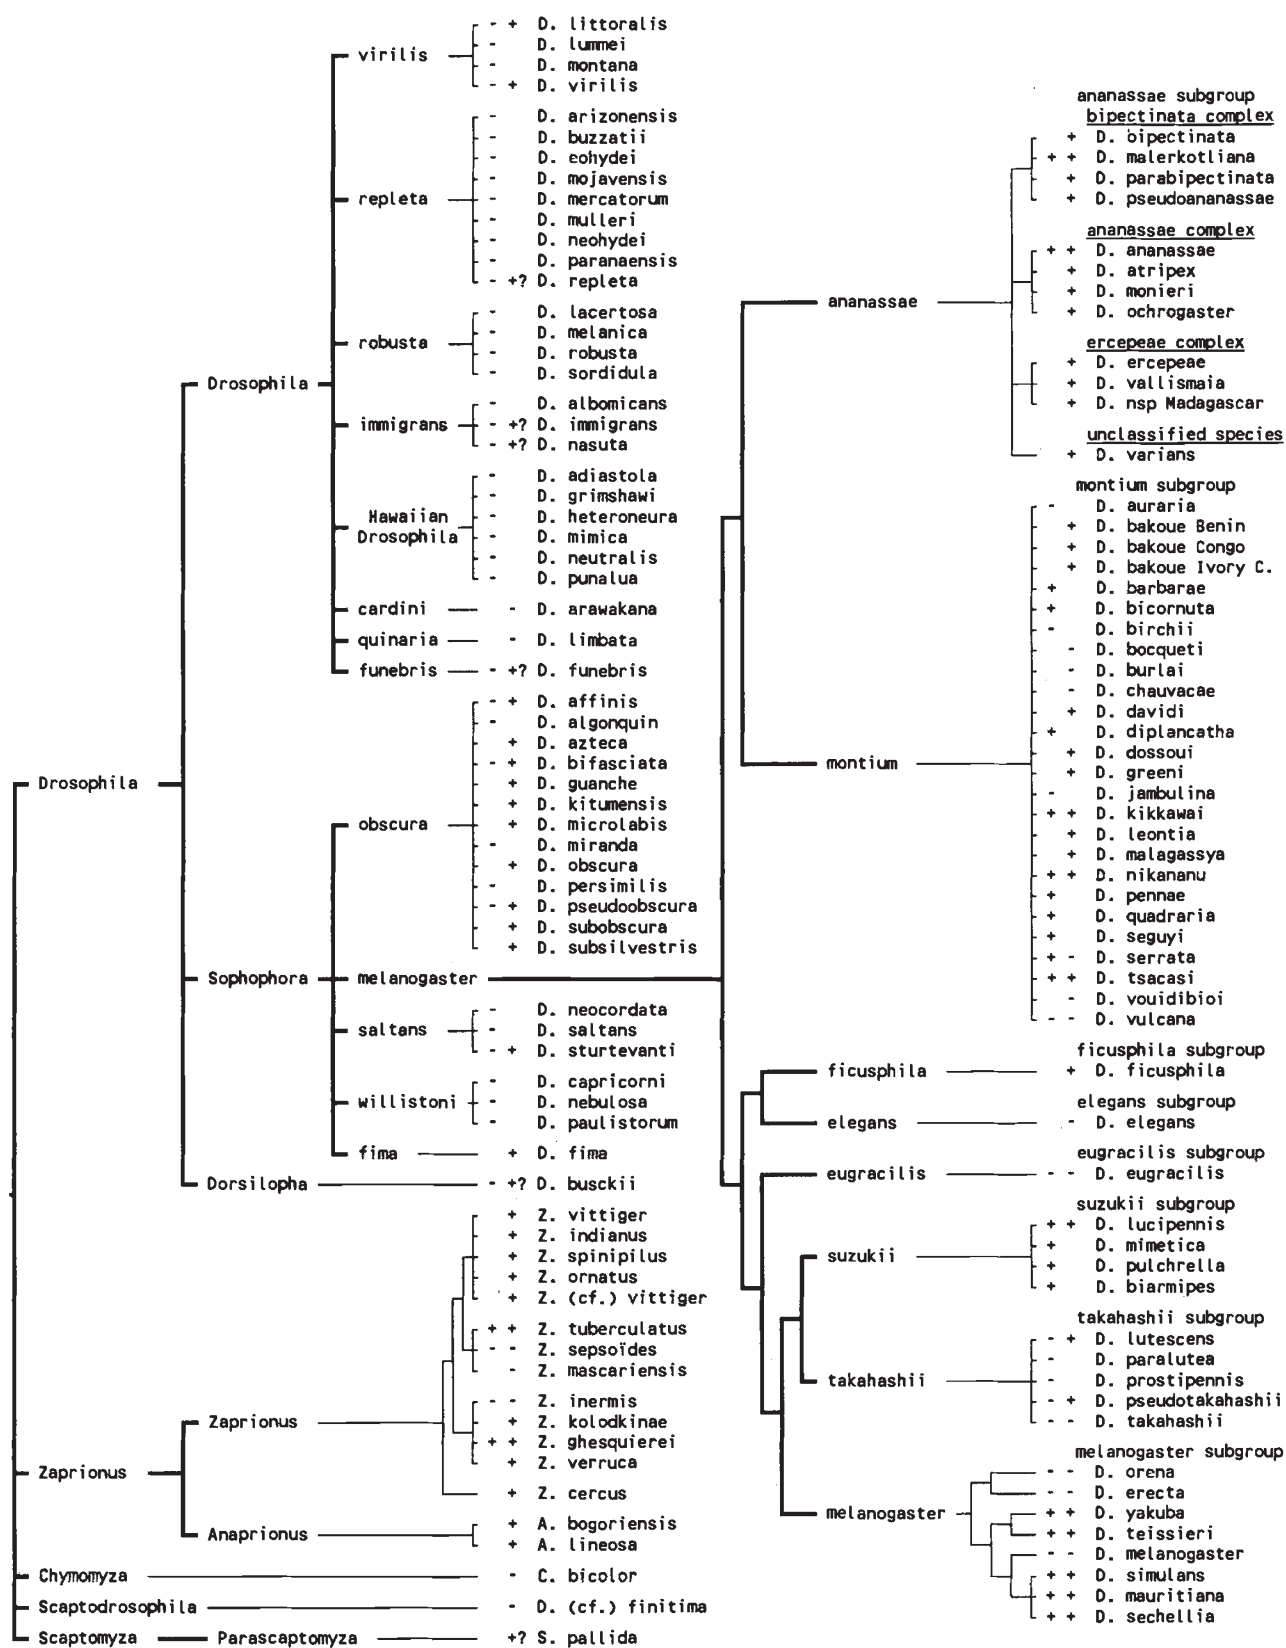 - + D. littoralis
- D. lummei
virilis
- D. montana
- + D. virilis
- D. arizonensis
- D. buzzatii
- D. eohydei
- D. mojavensis
repleta - D. mercatorum
- D. mulleri
- D. neohydei
- D. paranaensis
- +? D. repleta
- D. lacertosa
- D. melanica
robusta
- D. robusta
- D. sordidula
Drosophila
- D. albomicans
immigrans - +? D. immigrans
- +? D. nasuta
- D. adiastola
- D. grimshawi
Hawaiian - D. heteroneura
Drosophila - D. mimica
- D. neutralis
- D. punalua
cardini - D. arawakana
quinaria - D. limbata
funebris - +? D. funebris
- + D. affinis
- D. algonquin
+ D. azteca
- + D. bifasciata
Drosophila + D. guanche
+ D. kitumensis
obscura + D. microlabis
- D. miranda
+ D. obscura
- D. persimilis
- + D. pseudoobscura
+ D. subobscura
+ D. subsilvestris
Sophophora melanogaster
- D. neocordata
saltans - D. saltans
- + D. sturtevanti
- D. capricorni
willistoni - D. nebulosa
- D. paulistorum
fima + D. fima
Dorsilopha - +? D. busckii
+ Z. vittiger
+ Z. indianus
+ Z. spinipilus
+ Z. ornatus
+ Z. (cf.) vittiger
+ + Z. tuberculatus
- - Z. sepsoïdes
- Z. mascariensis
- - Z. inermis
Zaprionus + Z. kolodkinae
+ + Z. ghesquierei
+ Z. verruca
Zaprionus
+ Z. cercus
+ A. bogoriensis
Anaprionus
+ A. lineosa
Chymomyza - C. bicolor
Scaptodrosophila - D. (cf.) finitima
Scaptomyza Parascaptomyza +? S. pallida
ananassae subgroup
bipectinata complex
+ D. bipectinata
+ + D. malerkotliana
+ D. parabipectinata
+ D. pseudoananassae
ananassae complex
+ + D. ananassae
+ D. atripex
+ D. monieri
ananassae
+ D. ochrogaster
ercepeae complex
+ D. ercepeae
+ D. vallismaia
+ D. nsp Madagascar
unclassified species
+ D. varians
montium subgroup
- D. auraria
+ D. bakoue Benin
+ D. bakoue Congo
+ D. bakoue Ivory C.
+ D. barbarae
+ D. bicornuta
- D. birchii
- D. bocqueti
- D. burlai
- D. chauvacae
+ D. davidi
+ D. diplancatha
+ D. dossoui
montium
+ D. greeni
- D. jambulina
+ + D. kikkawai
+ D. leontia
+ D. malagassya
+ + D. nikananu
+ D. pennae
+ D. quadraria
+ D. seguyi
+ - D. serrata
+ + D. tsacasi
- D. vouidibioi
- - D. vulcana
ficusphila subgroup
ficusphila + D. ficusphila
elegans subgroup
elegans - D. elegans
eugracilis subgroup
eugracilis - - D. eugracilis
suzukii subgroup
+ + D. lucipennis
+ D. mimetica
suzukii
+ D. pulchrella
+ D. biarmipes
takahashii subgroup
- + D. lutescens
- D. paralutea
takahashii - D. prostipennis
- + D. pseudotakahashii
- - D. takahashii
melanogaster subgroup
- - D. orena
- - D. erecta
melanogaster + + D. yakuba
+ + D. teissieri
- - D. melanogaster
+ + D. simulans
+ + D. mauritiana
+ + D. sechellia